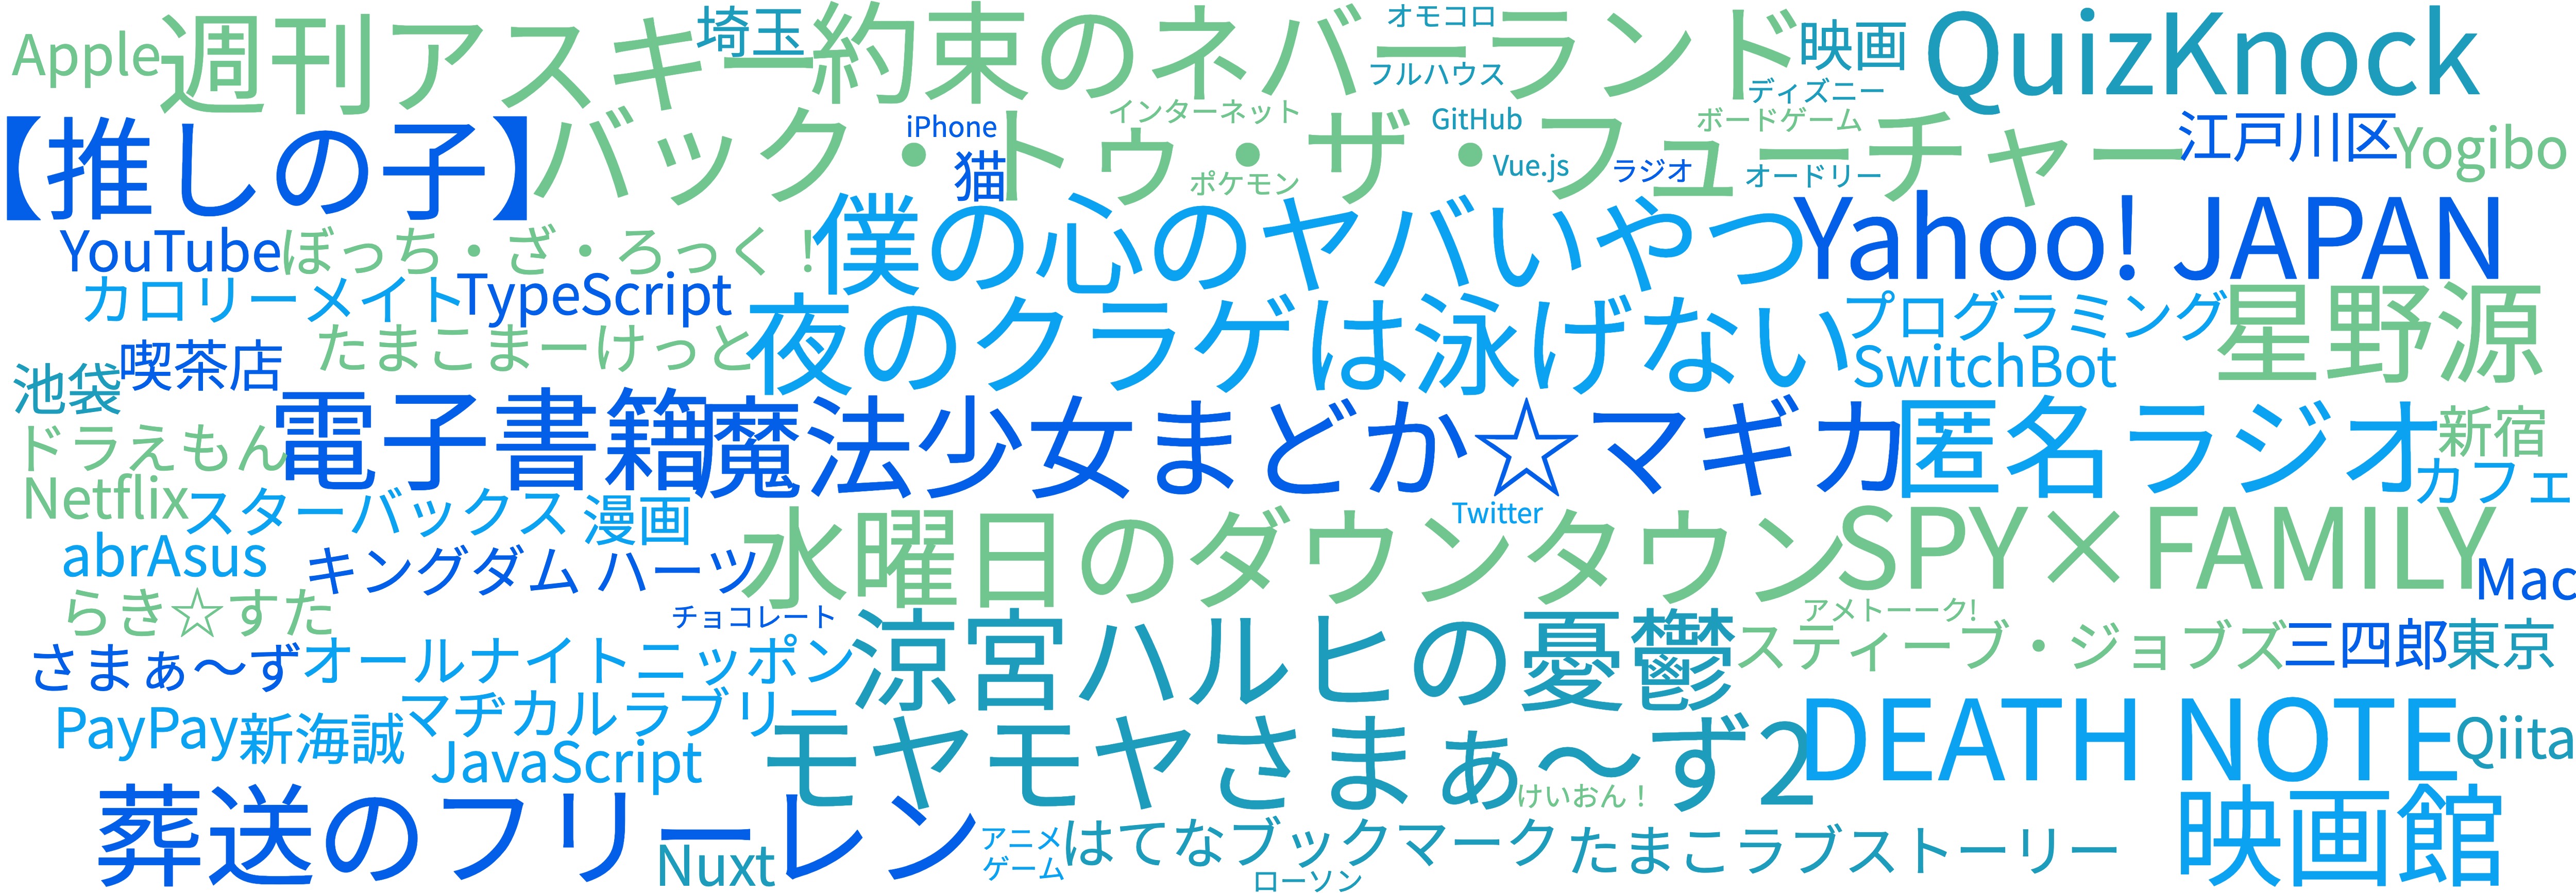 Apple
週刊アスキー
埼玉
約束のネバーランド
オモコロ
フルハウス
映画
ディズニー
QuizKnock
【推しの子】
バック・トゥ・ザ・フューチャー
iPhone
猫
インターネット
ポケモン
GitHub
Vue.js
ラジオ
ボードゲーム
オードリー
江戸川区
Yogibo
YouTube
ぼっち・ざ・ろっく！
僕の心のヤバいやつ
Yahoo! JAPAN
カロリーメイト
TypeScript
たまこまーけっと
夜のクラゲは泳げない
プログラミング
SwitchBot
星野源
池袋
喫茶店
ドラえもん
電子書籍
魔法少女まどか☆マギカ
匿名ラジオ
新宿
カフェ
Netflix
スターバックス
漫画
Twitter
abrAsus
キングダム ハーツ
水曜日のダウンタウン
SPY×FAMILY
Mac
らき☆すた
チョコレート
アメトーーク!
さまぁ～ず
オールナイトニッポン
涼宮ハルヒの憂鬱
スティーブ・ジョブズ
三四郎
東京
PayPay
新海誠
マヂカルラブリー
JavaScript
モヤモヤさまぁ～ず2
けいおん！
DEATH NOTE
Qiita
葬送のフリーレン
Nuxt
アニメ
ゲーム
はてなブックマーク
ローソン
たまこラブストーリー
映画館